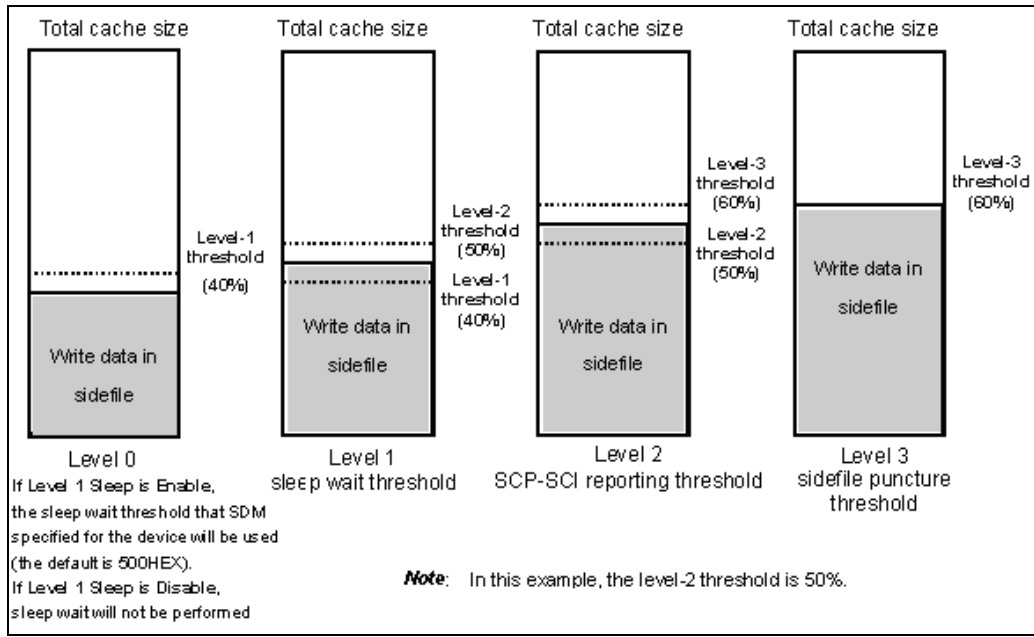 Total cache size
Total cache size
Total cache size
Total cache size
Level-1
threshold
(40%)
Write data in
sidefile
Level-2
threshold
(50%)
Level-1
threshold
(40%)
Write data in
sidefile
Level-3
threshold
(60%)
Level-2
threshold
(50%)
Write data in
sidefile
Level-3
threshold
(60%)
Write data in
sidefile
Level 0
If Level 1 Sleep is Enable,
the sleep wait threshold that SDM
specified for the device will be used
(the default is 500HEX).
If Level 1 Sleep is Disable,
sleep wait will not be performed
Level 1
sleep wait threshold
Level 2
SCP-SCI reporting threshold
Level 3
sidefile puncture
threshold
Note: In this example, the level-2 threshold is 50%.